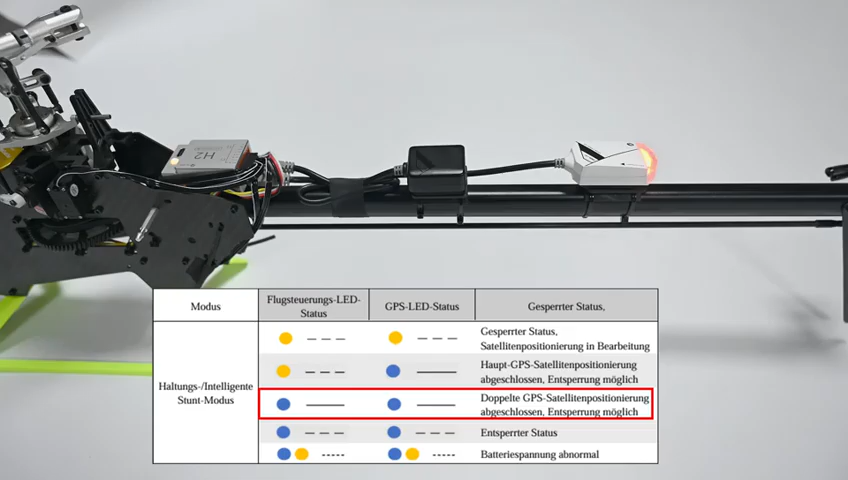 H2
Modus
Flugsteuerungs-LED-
Status
GPS-LED-Status
Gesperrter Status,
Gesperrter Status,
Satellitenpositionierung in Bearbeitung
Haupt-GPS-Satellitenpositionierung
abgeschlossen, Entsperrung möglich
Haltungs-/Intelligente
Stunt-Modus
Doppelte GPS-Satellitenpositionierung
abgeschlossen, Entsperrung möglich
Entsperrter Status
Batteriespannung abnormal